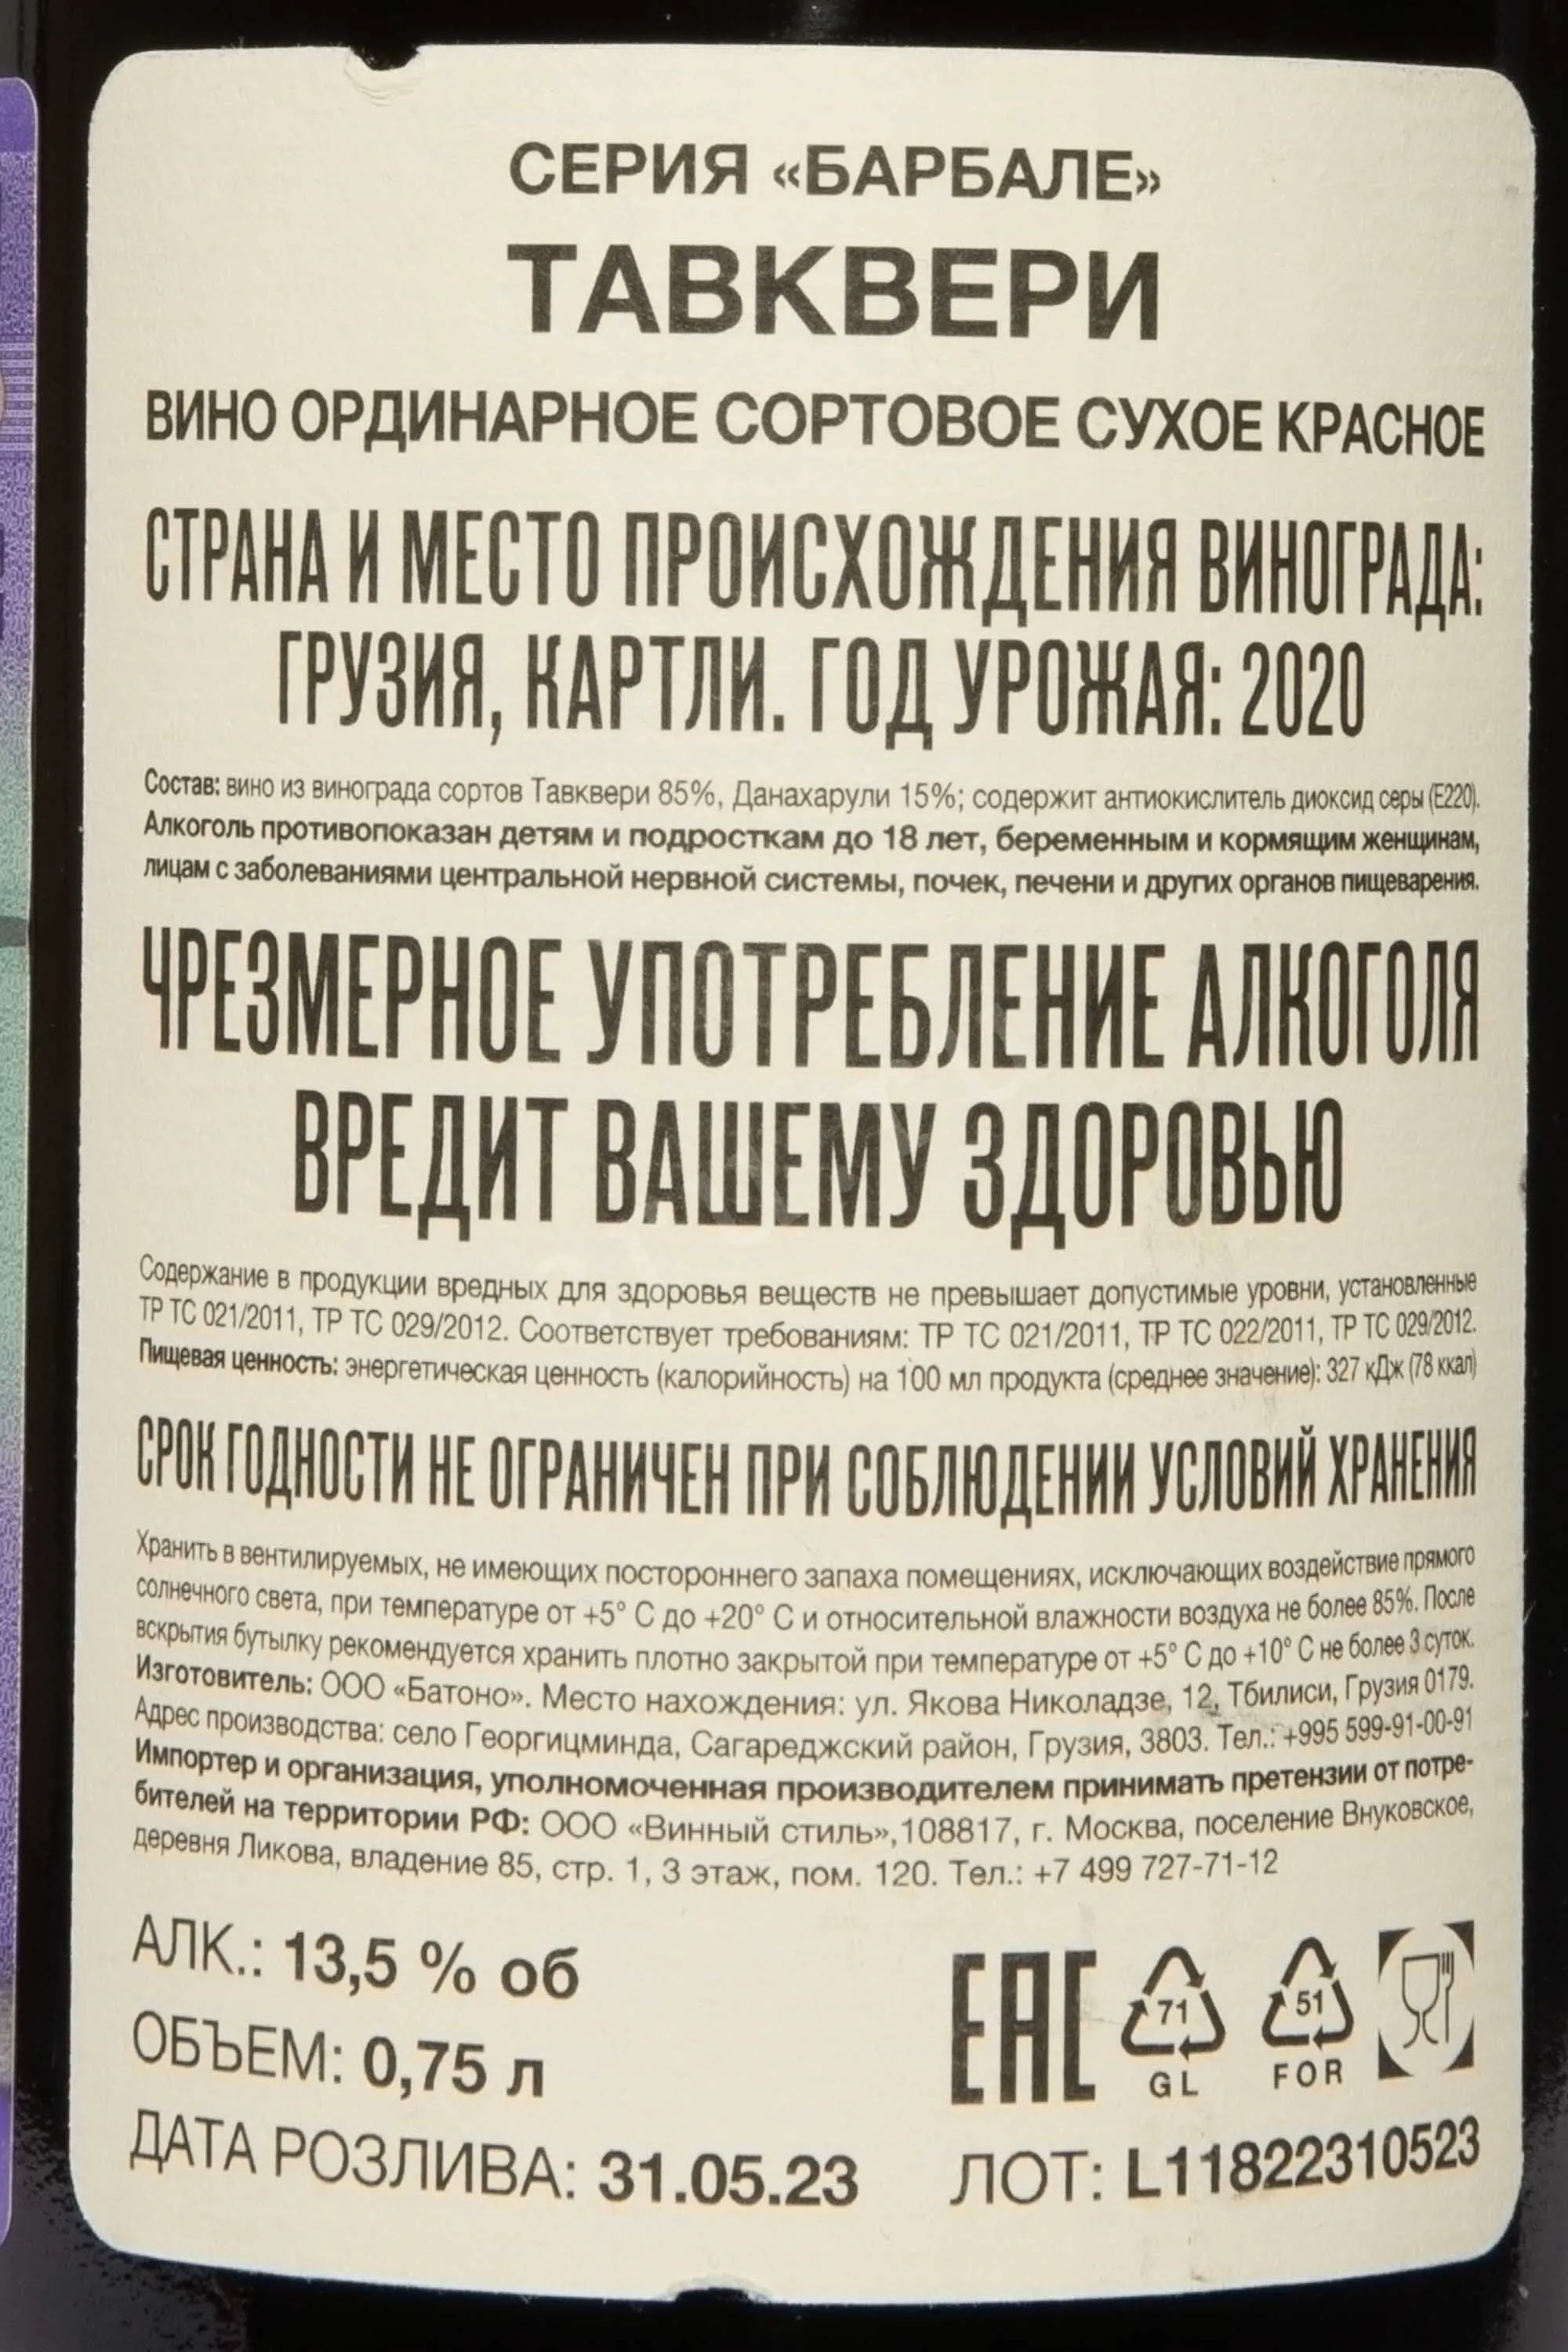 СЕРИЯ «БАРБАЛЕ»
ТАВКВЕРИ
ВИНО ОРДИНАРНОЕ СОРТОВОЕ СУХОЕ КРАСНОЕ
СТРАНА И МЕСТО ПРОИСХОЖДЕНИЯ ВИНОГРАДА:
ГРУЗИЯ, КАРТЛИ. ГОД УРОЖАЯ: 2020
Состав: вино из винограда сортов Тавквери 85%, Данахарули 15%; содержит антиокислитель диоксид серы (E220).
Алкоголь противопоказан детям и подросткам до 18 лет, беременным и кормящим женщинам,
лицам с заболеваниями центральной нервной системы, почек, печени и других органов пищеварения.
ЧРЕЗМЕРНОЕ УПОТРЕБЛЕНИЕ АЛКОГОЛЯ
ВРЕДИТ ВАШЕМУ ЗДОРОВЬЮ
Содержание в продукции вредных для здоровья веществ не превышает допустимые уровни, установленные
ТР ТС 021/2011, ТР ТС 029/2012. Соответствует требованиям: ТР ТС 021/2011, ТР ТС 022/2011, ТР ТС 029/2012.
Пищевая ценность: энергетическая ценность (калорийность) на 100 мл продукта (среднее значение): 327 кДж (78 ккал)
СРОК ГОДНОСТИ НЕ ОГРАНИЧЕН ПРИ СОБЛЮДЕНИИ УСЛОВИЙ ХРАНЕНИЯ
Хранить в вентилируемых, не имеющих постороннего запаха помещениях, исключающих воздействие прямого
солнечного света, при температуре от +5° С до +20° С и относительной влажности воздуха не более 85%. После
вскрытия бутылку рекомендуется хранить плотно закрытой при температуре от +5° С до +10° С не более 3 суток.
Изготовитель: ООО «Батоно». Место нахождения: ул. Якова Николадзе, 12, Тбилиси, Грузия 0179.
Адрес производства: село Георгицминда, Сагареджский район, Грузия, 3803. Тел.: +995 599-91-00-91
Импортер и организация, уполномоченная производителем принимать претензии от потре-
бителей на территории РФ: ООО «Винный стиль»,108817, г. Москва, поселение Внуковское,
деревня Ликова, владение 85, стр. 1, 3 этаж, пом. 120. Тел.: +7 499 727-71-12
АЛК.: 13,5 % об
ОБЪЕМ: 0,75 л
ДАТА РОЗЛИВА: 31.05.23
EAC
71
GL
51
FOR
ЛОТ: L11822310523